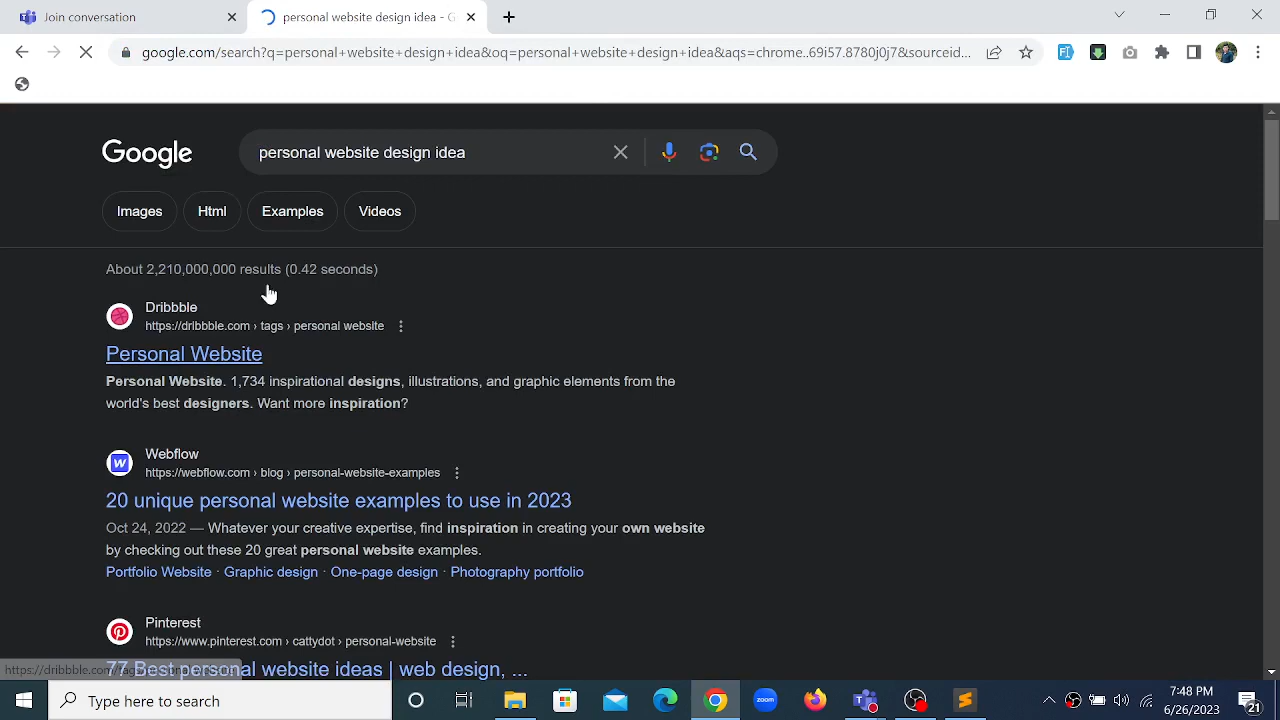 Join conversation
personal website design idea - G
google.com/search?q=personal+website+design+idea&oq=personal+website+design+idea&aqs=chrome..69i57.8780j0j7&sourceid...
Google
personal website design idea
Images
Html
Examples
Videos
About 2,210,000,000 results (0.42 seconds)
Dribbble
https://dribbble.com › tags › personal website
Personal Website
Personal Website. 1,734 inspirational designs, illustrations, and graphic elements from the
world's best designers. Want more inspiration?
W
Webflow
https://webflow.com › blog › personal-website-examples
20 unique personal website examples to use in 2023
Oct 24, 2022 — Whatever your creative expertise, find inspiration in creating your own website
by checking out these 20 great personal website examples.
Portfolio Website · Graphic design · One-page design · Photography portfolio
Pinterest
https://www.pinterest.com › cattydot › personal-website
77 Best personal website ideas | web design, ...
Type here to search
zoom
7:48 PM
6/26/2023
21